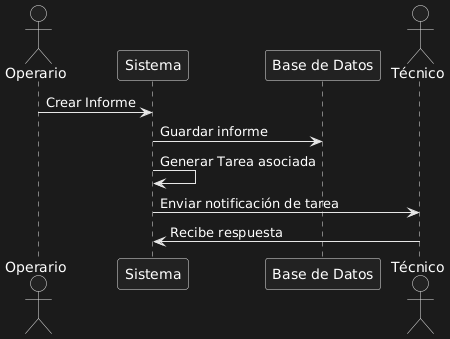 Operario
Sistema
Base de Datos
Técnico
Crear Informe
Guardar informe
Generar Tarea asociada
Enviar notificación de tarea
Recibe respuesta
Operario
Sistema
Base de Datos
Técnico